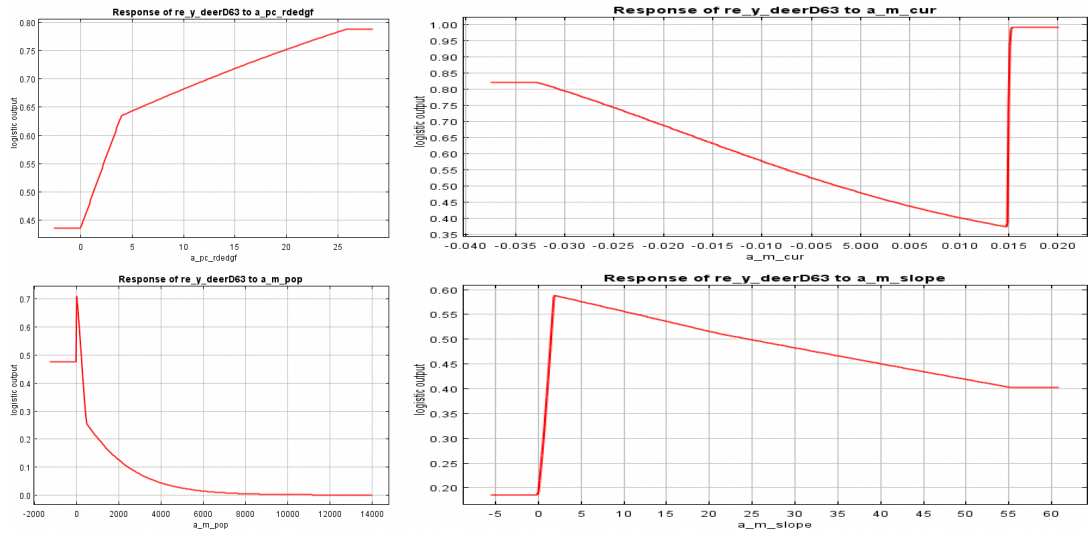 Response of re_y_deerD63 to a_pc_rdedgf
logistic output
0.80
0.75
0.70
0.65
0.60
0.55
0.50
0.45
0 5 10 15 20 25
a_pc_rdedgf
Response of re_y_deerD63 to a_m_cur
logistic output
1.00
0.95
0.90
0.85
0.80
0.75
0.70
0.65
0.60
0.55
0.50
0.45
0.40
0.35
-0.040 -0.035 -0.030 -0.025 -0.020 -0.015 -0.010 -0.005 0.000 0.005 0.010 0.015 0.020
a_m_cur
Response of re_y_deerD63 to a_m_pop
logistic output
0.7
0.6
0.5
0.4
0.3
0.2
0.1
0.0
-2000 0 2000 4000 6000 8000 10000 12000 14000
a_m_pop
Response of re_y_deerD63 to a_m_slope
logistic output
0.60
0.55
0.50
0.45
0.40
0.35
0.30
0.25
0.20
-5 0 5 10 15 20 25 30 35 40 45 50 55 60
a_m_slope